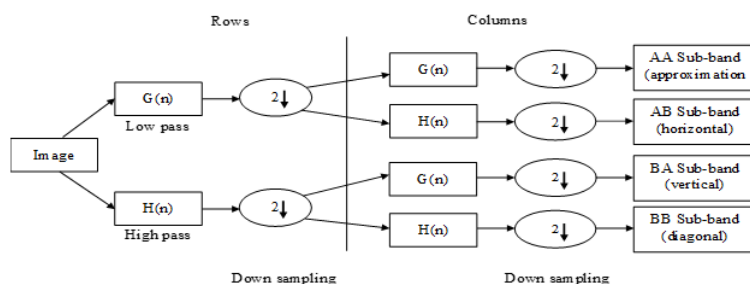 Rows
Columns
Image
G(n)
Low pass
H(n)
High pass
2
2
G(n)
H(n)
G(n)
H(n)
2
2
2
2
AA Sub-band
(approximation
AB Sub-band
(horizontal)
BA Sub-band
(vertical)
BB Sub-band
(diagonal)
Down sampling
Down sampling